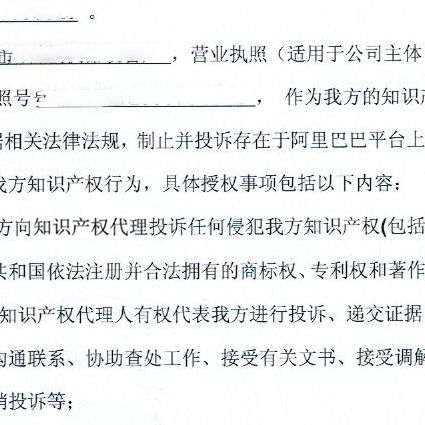 。
市，营业执照（适用于公司主体
照号号，作为我方的知识产
据相关法律法规，制止并投诉存在于阿里巴巴平台上
我方知识产权行为，具体授权事项包括以下内容：
方向知识产权代理投诉任何侵犯我方知识产权(包括
共和国依法注册并合法拥有的商标权、专利权和著作
知识产权代理人有权代表我方进行投诉、递交证据
沟通联系、协助查处工作、接受有关文书、接受调解
销投诉等；